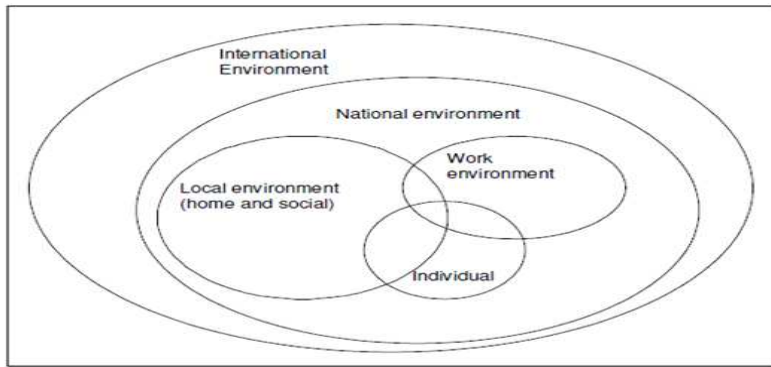 International
Environment
National environment
Work
environment
Local environment
(home and social)
Individual